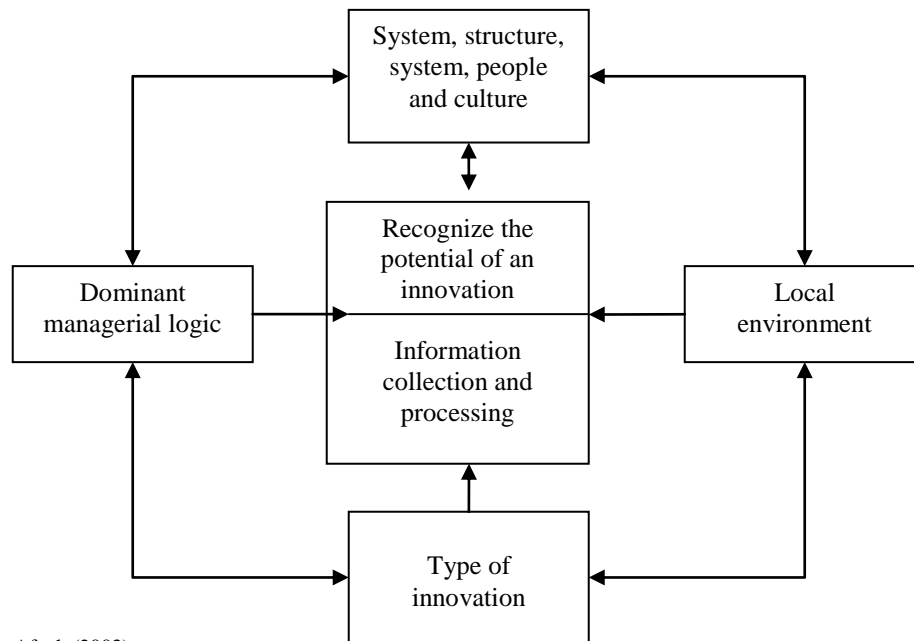 System, structure,
system, people
and culture
Recognize the
potential of an
innovation
Dominant
managerial logic
Local
environment
Information
collection and
processing
Type of
innovation